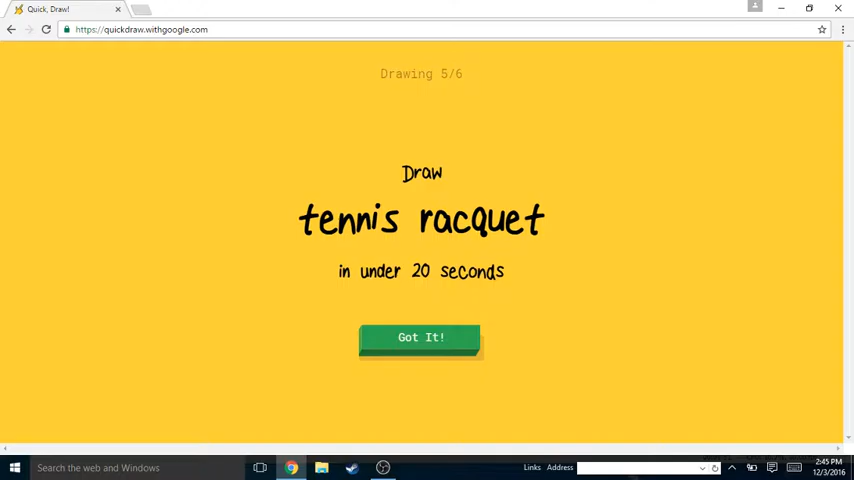 Quick, Draw!
https://quickdraw.withgoogle.com
Drawing 5/6
Draw
tennis racquet
in under 20 seconds
Got It!
Search the web and Windows
Links Address
2:45 PM
12/3/2016